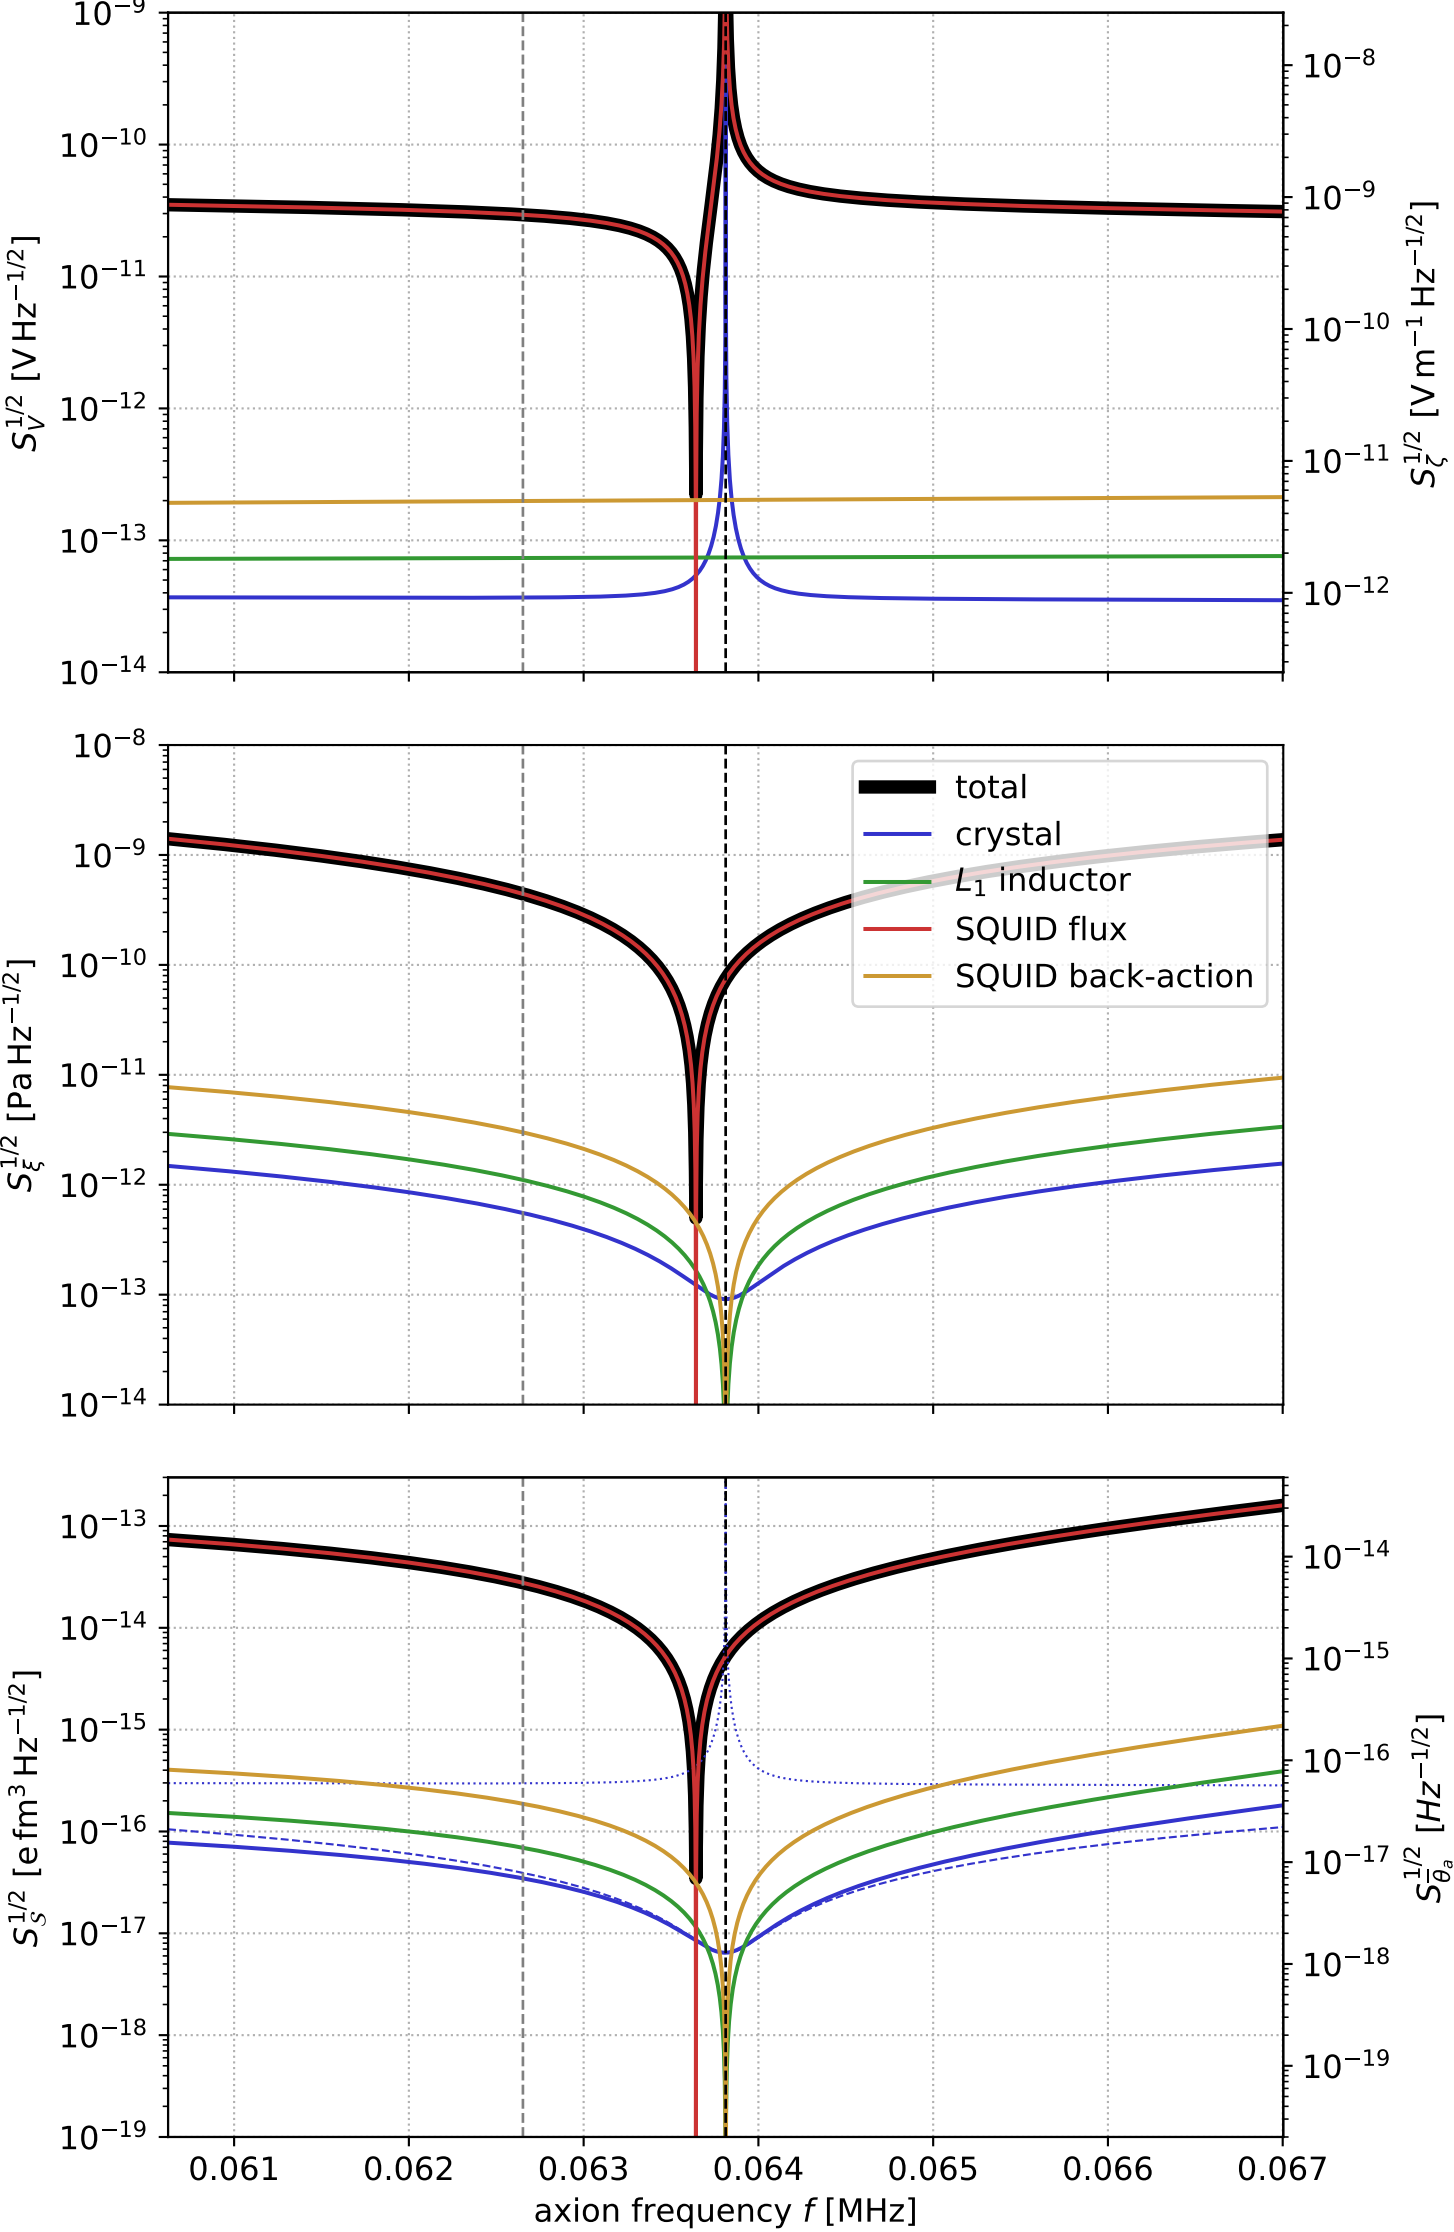 10⁻⁹
10⁻¹⁰
10⁻¹¹
10⁻¹²
10⁻¹³
10⁻¹⁴
S_V^{1/2} [V Hz^{−1/2}]
10⁻⁸
10⁻⁹
10⁻¹⁰
10⁻¹¹
10⁻¹²
S_ζ^{1/2} [V m^{−1} Hz^{−1/2}]
10⁻⁸
10⁻⁹
10⁻¹⁰
10⁻¹¹
10⁻¹²
10⁻¹³
10⁻¹⁴
S_ξ^{1/2} [Pa Hz^{−1/2}]
total
crystal
L₁ inductor
SQUID flux
SQUID back-action
10⁻¹³
10⁻¹⁴
10⁻¹⁵
10⁻¹⁶
10⁻¹⁷
10⁻¹⁸
10⁻¹⁹
S_𝒮^{1/2} [e fm³ Hz^{−1/2}]
10⁻¹⁴
10⁻¹⁵
10⁻¹⁶
10⁻¹⁷
10⁻¹⁸
10⁻¹⁹
S_{θ̄ₐ}^{1/2} [Hz^{−1/2}]
0.061 0.062 0.063 0.064 0.065 0.066 0.067
axion frequency f [MHz]